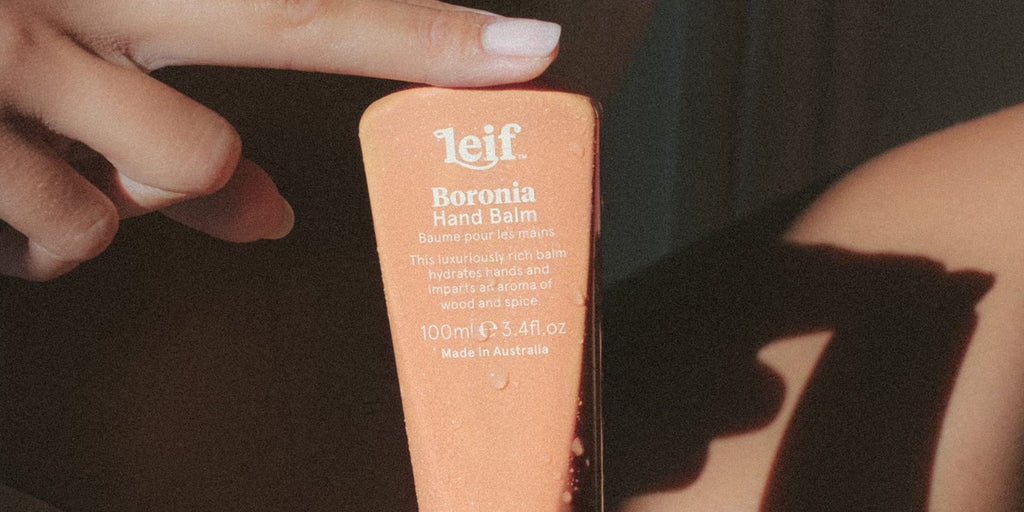 leif™
Boronia
Hand Balm
Baume pour les mains
This luxuriously rich balm
hydrates hands and
imparts an aroma of
wood and spice.
100ml ℮ 3.4fl.oz
Made in Australia